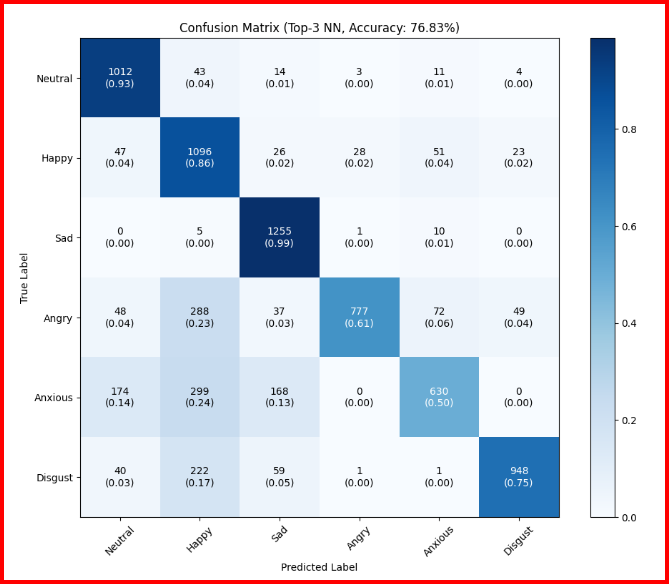 Confusion Matrix (Top-3 NN, Accuracy: 76.83%)
Neutral
1012 43 14 3 11 4
(0.93) (0.04) (0.01) (0.00) (0.01) (0.00)
Happy
47 1096 26 28 51 23
(0.04) (0.86) (0.02) (0.02) (0.04) (0.02)
Sad
0 5 1255 1 10 0
(0.00) (0.00) (0.99) (0.00) (0.01) (0.00)
Angry
48 288 37 777 72 49
(0.04) (0.23) (0.03) (0.61) (0.06) (0.04)
Anxious
174 299 168 0 630 0
(0.14) (0.24) (0.13) (0.00) (0.50) (0.00)
Disgust
40 222 59 1 1 948
(0.03) (0.17) (0.05) (0.00) (0.00) (0.75)
True Label
Neutral Happy Sad Angry Anxious Disgust
Predicted Label
0.8
0.6
0.4
0.2
0.0